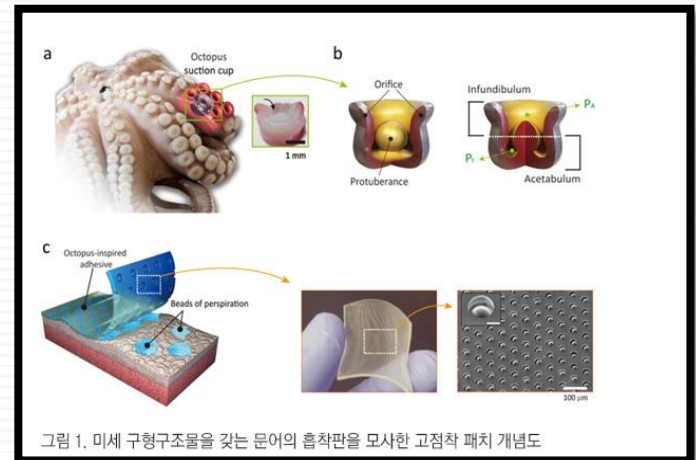 a
Octopus
suction cup
1 mm
b
Orifice
Protuberance
Infundibulum
PA
PI
Acetabulum
c
Octopus-inspired
adhesive
Beads of perspiration
100 μm
그림 1. 미세 구형구조물을 갖는 문어의 흡착판을 모사한 고점착 패치 개념도